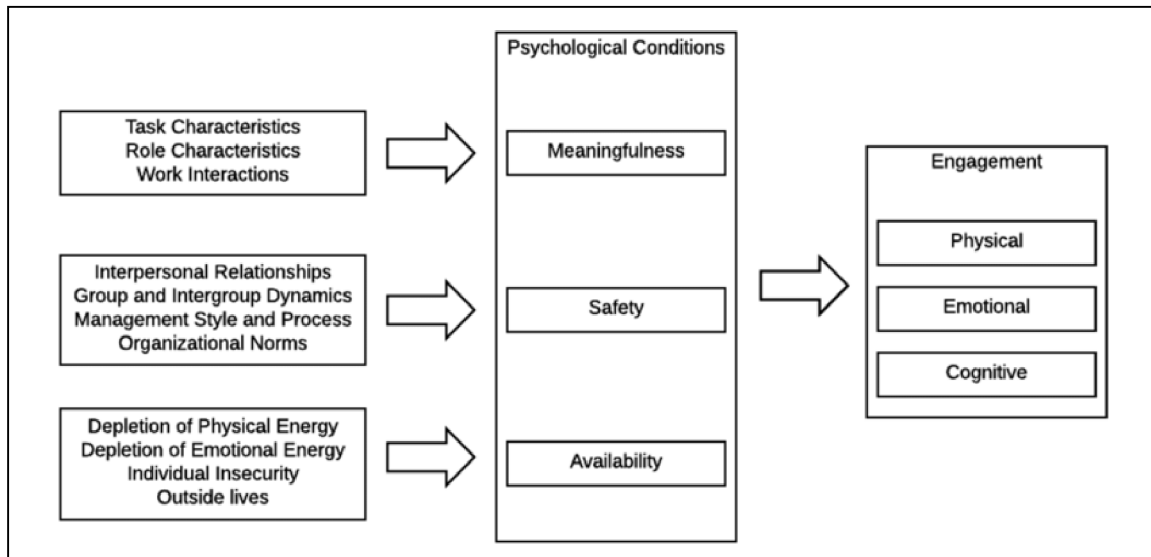 Psychological Conditions
Task Characteristics
Role Characteristics
Work Interactions
Meaningfulness
Interpersonal Relationships
Group and Intergroup Dynamics
Management Style and Process
Organizational Norms
Safety
Depletion of Physical Energy
Depletion of Emotional Energy
Individual Insecurity
Outside lives
Availability
Engagement
Physical
Emotional
Cognitive